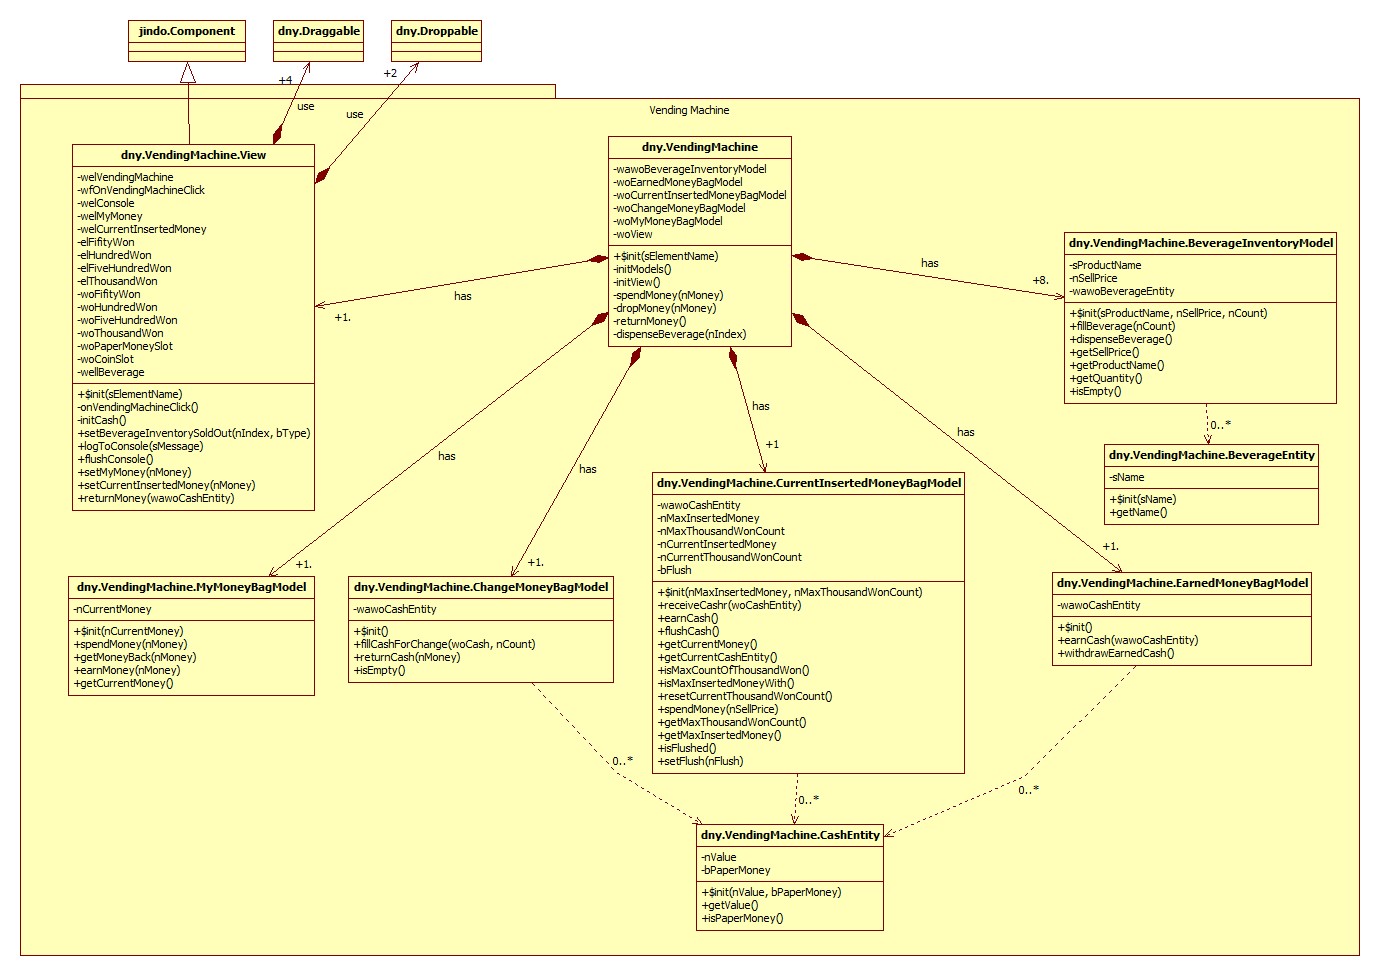 jindo.Component
dny.Draggable
dny.Droppable
+4
+2
use
use
Vending Machine
dny.VendingMachine.View
-welVendingMachine
-wfOnVendingMachineClick
-welConsole
-welMyMoney
-welCurrentInsertedMoney
-elFifityWon
-elHundredWon
-elFiveHundredWon
-elThousandWon
-woFifityWon
-woHundredWon
-woFiveHundredWon
-woThousandWon
-woPaperMoneySlot
-woCoinSlot
-wellBeverage
+$init(sElementName)
-onVendingMachineClick()
-initCash()
+setBeverageInventorySoldOut(nIndex, bType)
+logToConsole(sMessage)
+flushConsole()
+setMyMoney(nMoney)
+setCurrentInsertedMoney(nMoney)
+returnMoney(wawoCashEntity)
dny.VendingMachine
-wawoBeverageInventoryModel
-woEarnedMoneyBagModel
-woCurrentInsertedMoneyBagModel
-woChangeMoneyBagModel
-woMyMoneyBagModel
-woView
+$init(sElementName)
-initModels()
-initView()
-spendMoney(nMoney)
-dropMoney(nMoney)
-returnMoney()
-dispenseBeverage(nIndex)
has
+1.
has
+8.
dny.VendingMachine.BeverageInventoryModel
-sProductName
-nSellPrice
-wawoBeverageEntity
+$init(sProductName, nSellPrice, nCount)
+fillBeverage(nCount)
+dispenseBeverage()
+getSellPrice()
+getProductName()
+getQuantity()
+isEmpty()
0..*
dny.VendingMachine.BeverageEntity
-sName
+$init(sName)
+getName()
has
+1.
has
+1.
has
+1
has
+1.
dny.VendingMachine.MyMoneyBagModel
-nCurrentMoney
+$init(nCurrentMoney)
+spendMoney(nMoney)
+getMoneyBack(nMoney)
+earnMoney(nMoney)
+getCurrentMoney()
dny.VendingMachine.ChangeMoneyBagModel
-wawoCashEntity
+$init()
+fillCashForChange(woCash, nCount)
+returnCash(nMoney)
+isEmpty()
dny.VendingMachine.CurrentInsertedMoneyBagModel
-wawoCashEntity
-nMaxInsertedMoney
-nMaxThousandWonCount
-nCurrentInsertedMoney
-nCurrentThousandWonCount
-bFlush
+$init(nMaxInsertedMoney, nMaxThousandWonCount)
+receiveCashr(woCashEntity)
+earnCash()
+flushCash()
+getCurrentMoney()
+getCurrentCashEntity()
+isMaxCountOfThousandWon()
+isMaxInsertedMoneyWith()
+resetCurrentThousandWonCount()
+spendMoney(nSellPrice)
+getMaxThousandWonCount()
+getMaxInsertedMoney()
+isFlushed()
+setFlush(nFlush)
dny.VendingMachine.EarnedMoneyBagModel
-wawoCashEntity
+$init()
+earnCash(wawoCashEntity)
+withdrawEarnedCash()
0..*
0..*
0..*
dny.VendingMachine.CashEntity
-nValue
-bPaperMoney
+$init(nValue, bPaperMoney)
+getValue()
+isPaperMoney()